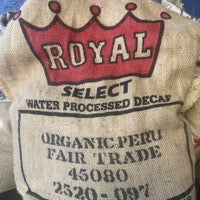 ROYAL
SELECT
WATER PROCESSED DECAF
ORGANIC PERU
FAIR TRADE
45080
2520-097